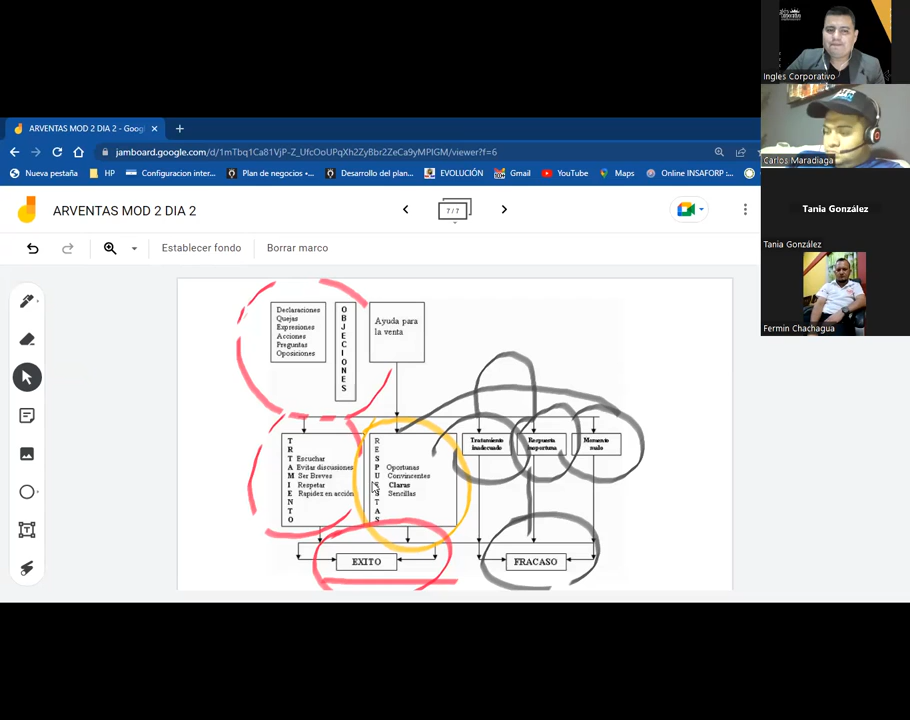 Ingles Corporativo
Carlos Maradiaga
Tania González
Tania González
Fermin Chachagua
ARVENTAS MOD 2 DIA 2 - Goog
jamboard.google.com/d/1mTbq1Ca81VjP-Z_UfcOoUPqXh2ZyBbr2ZeCa9yMPIGM/viewer?f=6
Nueva pestaña
HP
Configuracion inter...
Plan de negocios •...
Desarrollo del plan...
EVOLUCIÓN
Gmail
YouTube
Maps
Online INSAFORP :...
ARVENTAS MOD 2 DIA 2
7 / 7
Establecer fondo
Borrar marco
Declaraciones
Quejas
Expresiones
Acciones
Preguntas
Oposiciones
OBJECIONES
Ayuda para
la venta
TRTAMIENTO
Escuchar
Evitar discusiones
Ser Breves
Respetar
Rapidez en acción
RESPUESTAS
Oportunas
Convincentes
Claras
Sencillas
Tratamiento
inadecuado
Respuesta
inoportuna
Momento
malo
EXITO
FRACASO